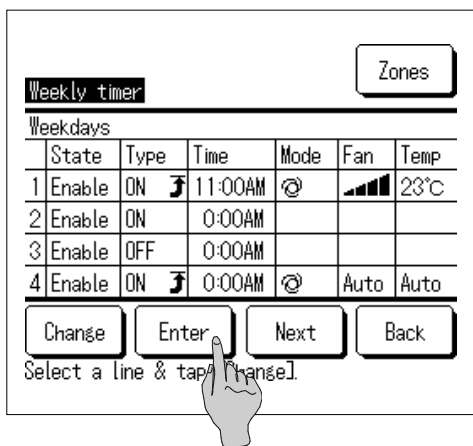 Zones
Weekly timer
Weekdays
State Type Time Mode Fan Temp
1 Enable ON 11:00AM 23°C
2 Enable ON 0:00AM
3 Enable OFF 0:00AM
4 Enable ON 0:00AM Auto Auto
Change Enter Next Back
Select a line & tap [Change].